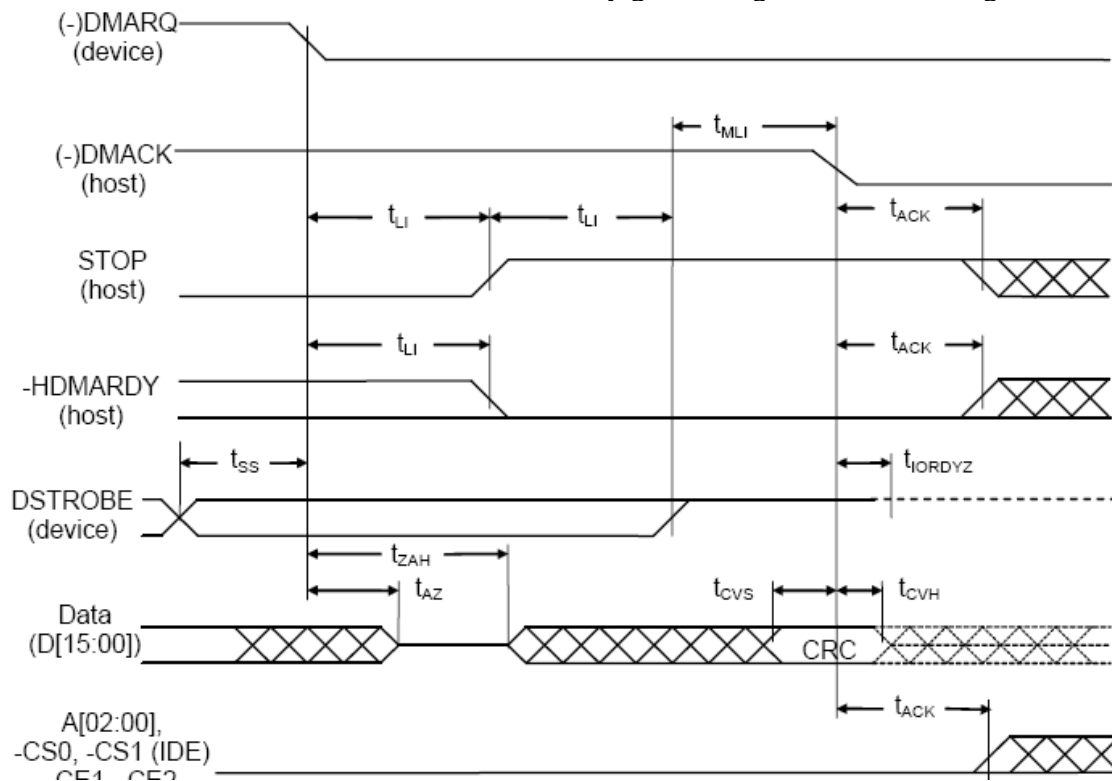 (-)DMARQ
(device)
tMLI
(-)DMACK
(host)
tLI
tLI
tACK
STOP
(host)
tLI
tACK
-HDMARDY
(host)
tSS
tIORDYZ
DSTROBE
(device)
tZAH
tAZ
tCVS
tCVH
Data
(D[15:00])
CRC
tACK
A[02:00],
-CS0, -CS1 (IDE)